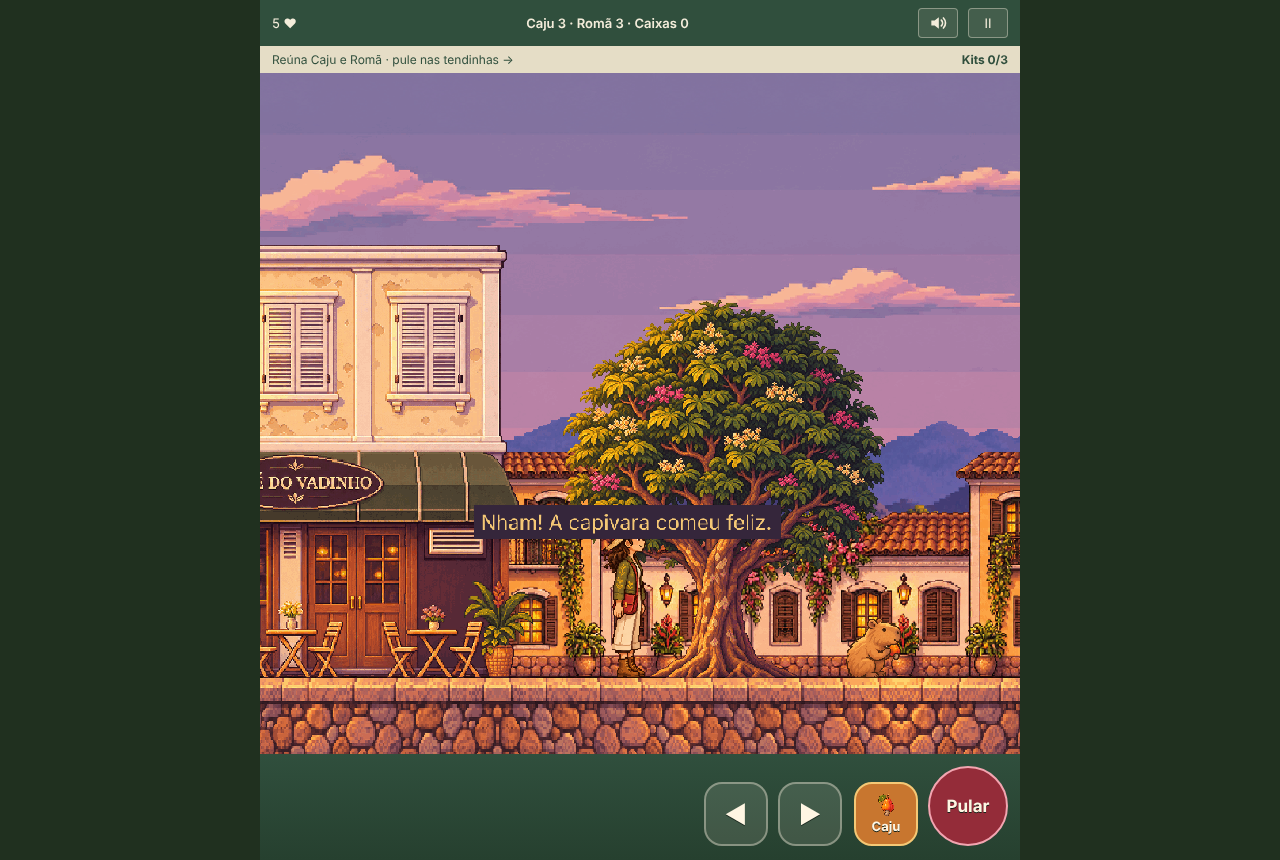 5 ♥
Caju 3 · Romã 3 · Caixas 0
Reúna Caju e Romã · pule nas tendinhas →
Kits 0/3
DO VADINHO
Nham! A capivara comeu feliz.
Caju
Pular